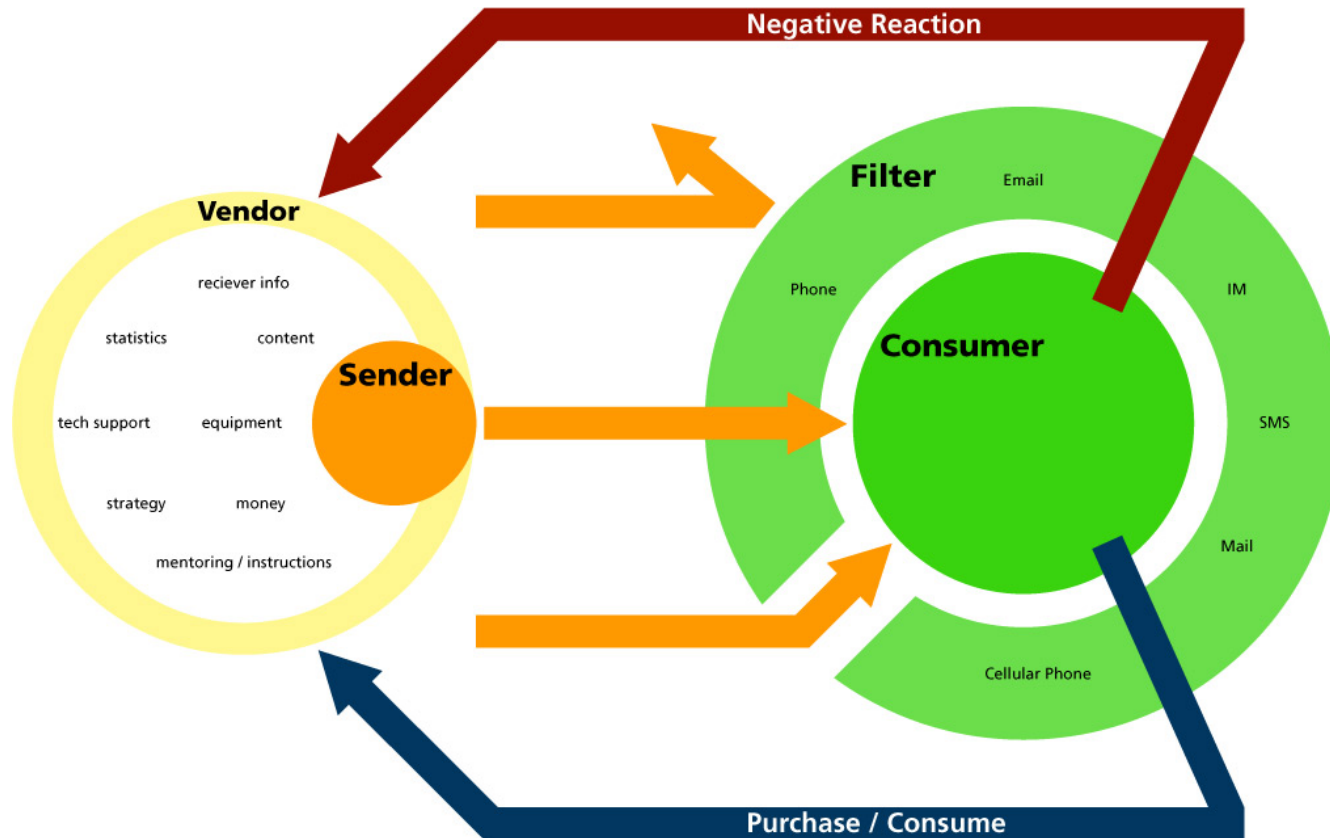 Negative Reaction
Filter
Email
Vendor
reciever info
Phone
IM
statistics
content
Consumer
Sender
tech support
equipment
SMS
strategy
money
Mail
mentoring / instructions
Cellular Phone
Purchase / Consume